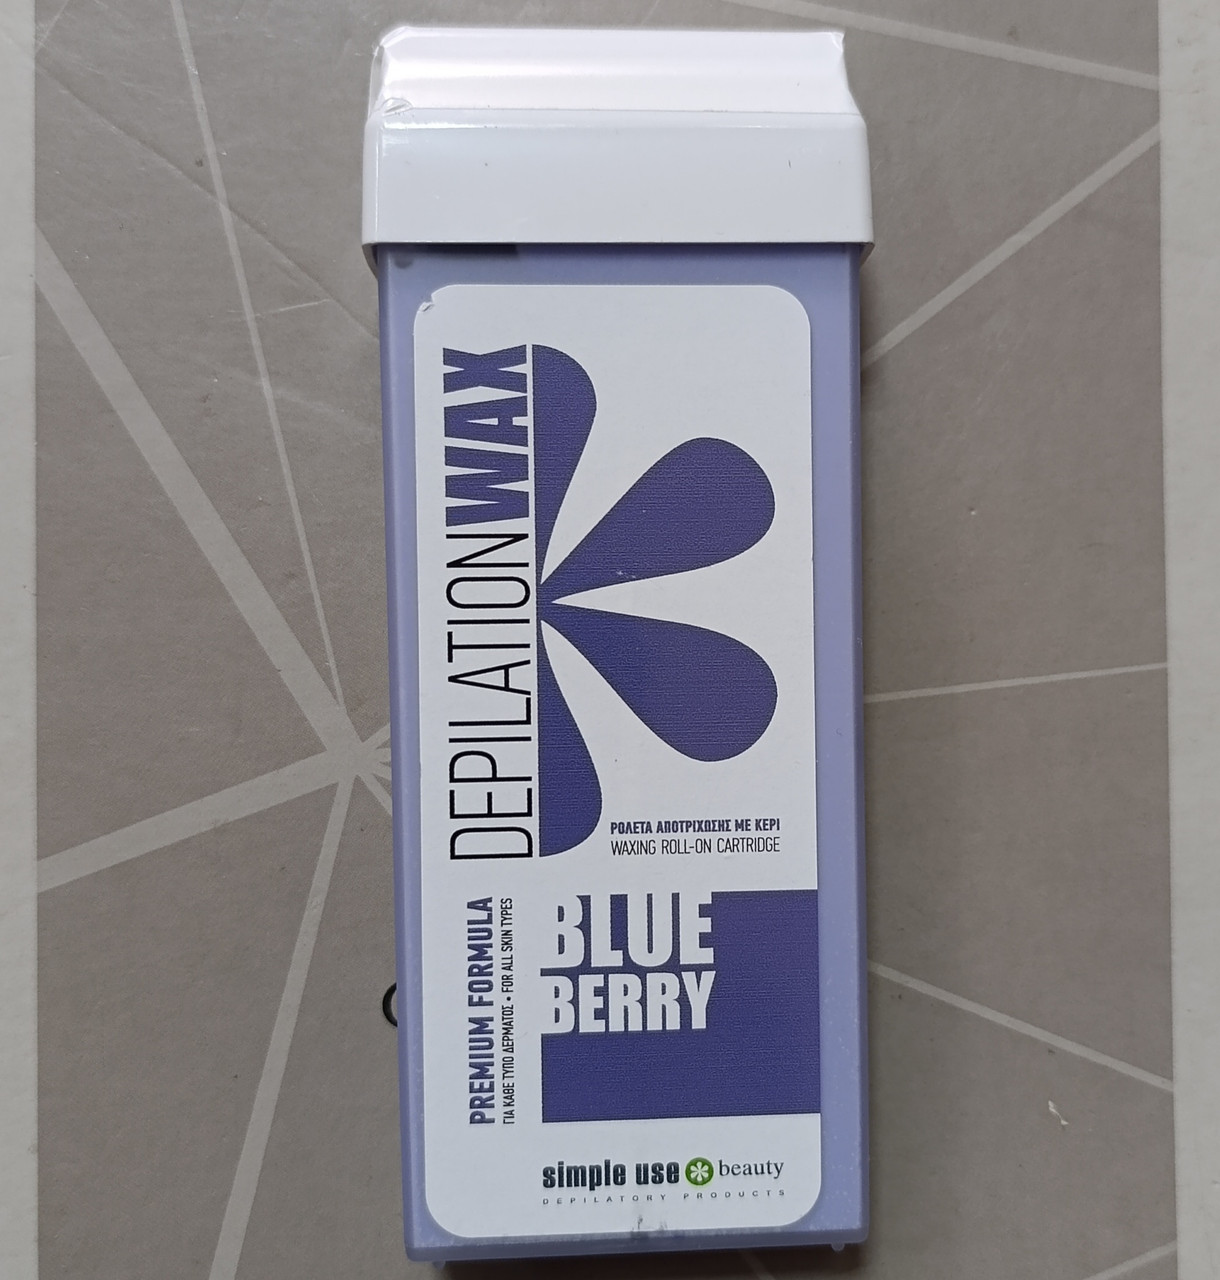 DEPILATIONWAX
ΡΟΛΕΤΑ ΑΠΟΤΡΙΧΩΣΗΣ ΜΕ ΚΕΡΙ
WAXING ROLL-ON CARTRIDGE
PREMIUM FORMULA
ΓΙΑ ΚΑΘΕ ΤΥΠΟ ΔΕΡΜΑΤΟΣ • FOR ALL SKIN TYPES
BLUE
BERRY
simple use beauty
DEPILATORY PRODUCTS